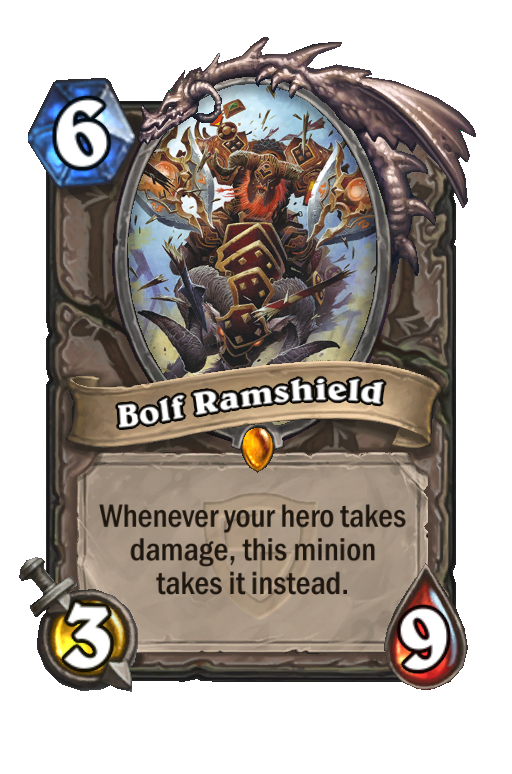 6
Bolf Ramshield
Whenever your hero takes
damage, this minion
takes it instead.
3
9